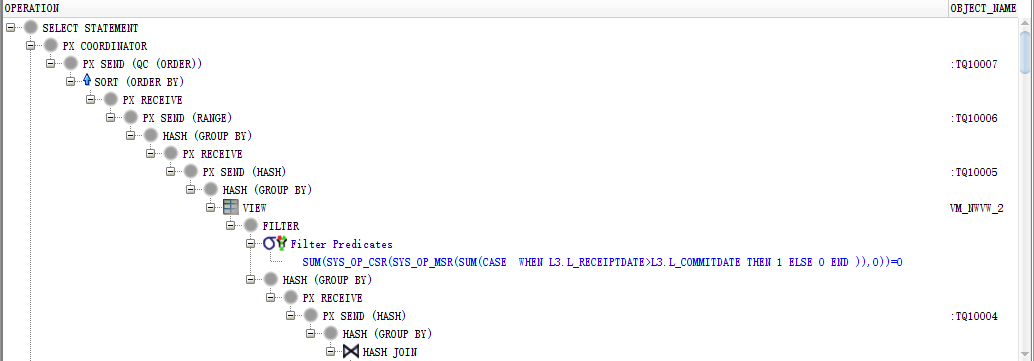 OPERATION OBJECT_NAME
SELECT STATEMENT
PX COORDINATOR
PX SEND (QC (ORDER)) :TQ10007
SORT (ORDER BY)
PX RECEIVE
PX SEND (RANGE) :TQ10006
HASH (GROUP BY)
PX RECEIVE
PX SEND (HASH) :TQ10005
HASH (GROUP BY)
VIEW VM_NWVW_2
FILTER
Filter Predicates
SUM(SYS_OP_CSR(SYS_OP_MSR(SUM(CASE  WHEN L3.L_RECEIPTDATE>L3.L_COMMITDATE THEN 1 ELSE 0 END )),0))=0
HASH (GROUP BY)
PX RECEIVE
PX SEND (HASH) :TQ10004
HASH (GROUP BY)
HASH JOIN